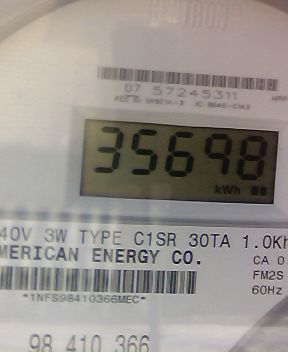 07 57245311
35698
kWh
40V 3W TYPE C1SR 30TA 1.0Kh
MERICAN ENERGY CO.
CA 0
FM2S
60Hz
*1NFS98410366MEC*
98 410 366